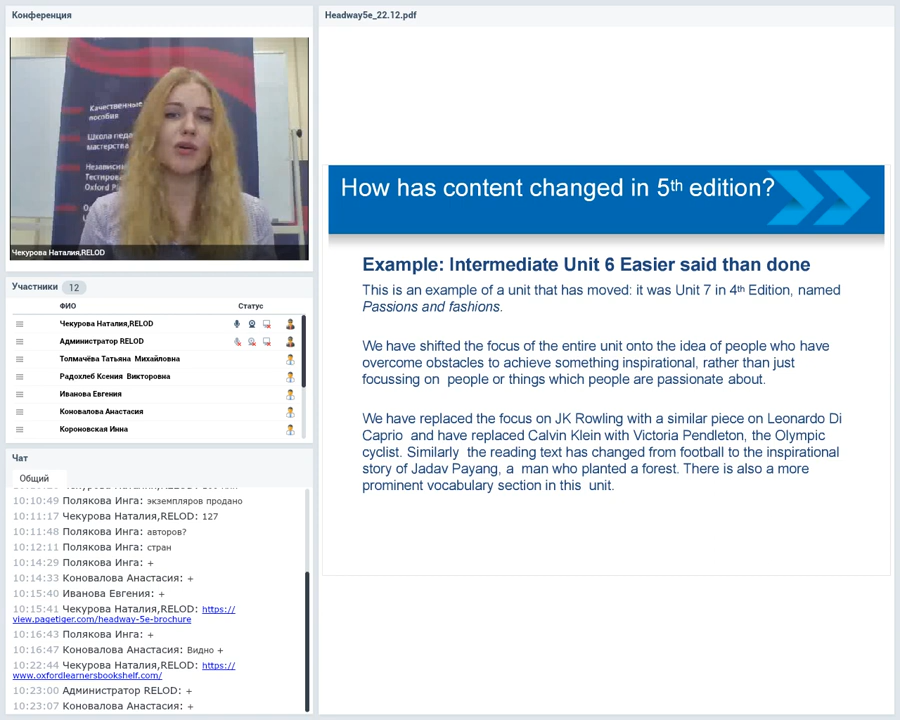 Конференция
Качественные
пособия
Школа педа
мастерства
Независи
Тестиро
Oxford
Чекурова Наталия,RELOD
Участники 12
ФИО Статус
Чекурова Наталия,RELOD
Администратор RELOD
Толмачёва Татьяна Михайловна
Радохлеб Ксения Викторовна
Иванова Евгения
Коновалова Анастасия
Короновская Инна
Чат
Общий
10:10:49 Полякова Инга: экземпляров продано
10:11:17 Чекурова Наталия,RELOD: 127
10:11:48 Полякова Инга: авторов?
10:12:11 Полякова Инга: стран
10:14:29 Полякова Инга: +
10:14:33 Коновалова Анастасия: +
10:15:40 Иванова Евгения: +
10:15:41 Чекурова Наталия,RELOD: https://
view.pagetiger.com/headway-5e-brochure
10:16:43 Полякова Инга: +
10:16:47 Коновалова Анастасия: Видно +
10:22:44 Чекурова Наталия,RELOD: https://
www.oxfordlearnersbookshelf.com/
10:23:00 Администратор RELOD: +
10:23:07 Коновалова Анастасия: +
Headway5e_22.12.pdf
How has content changed in 5th edition?
Example: Intermediate Unit 6 Easier said than done
This is an example of a unit that has moved: it was Unit 7 in 4th Edition, named
Passions and fashions.
We have shifted the focus of the entire unit onto the idea of people who have
overcome obstacles to achieve something inspirational, rather than just
focussing on people or things which people are passionate about.
We have replaced the focus on JK Rowling with a similar piece on Leonardo Di
Caprio and have replaced Calvin Klein with Victoria Pendleton, the Olympic
cyclist. Similarly the reading text has changed from football to the inspirational
story of Jadav Payang, a man who planted a forest. There is also a more
prominent vocabulary section in this unit.